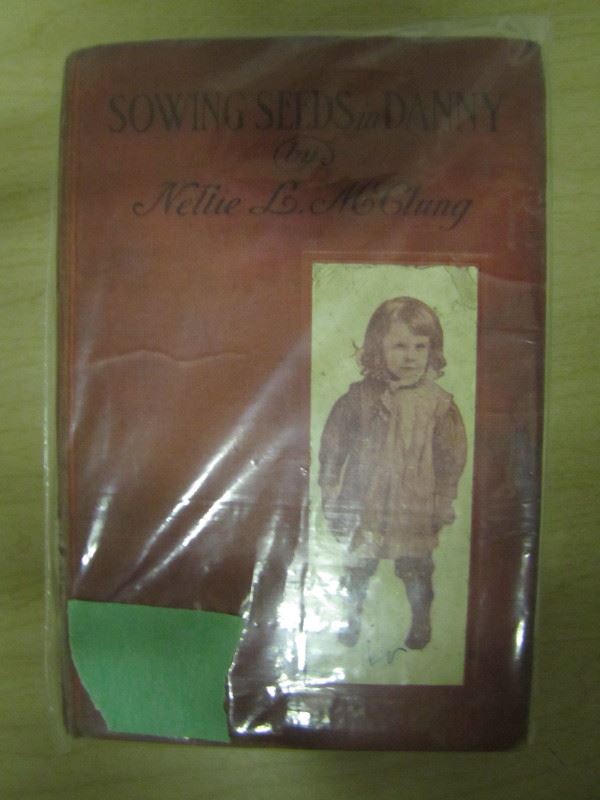 SOWING SEEDS in DANNY
(by)
Nellie L. McClung